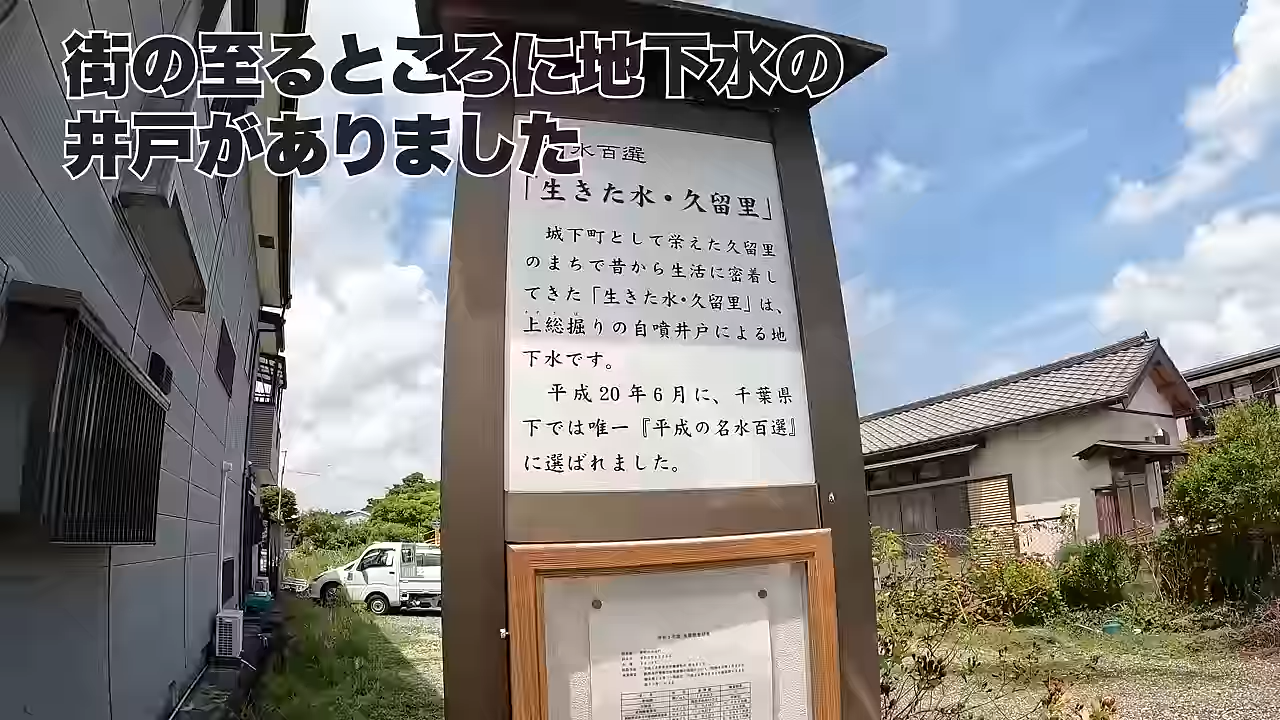 街の至るところに地下水の
井戸がありました
水百選
「生きた水・久留里」
城下町として栄えた久留里
のまちで昔から生活に密着し
てきた「生きた水・久留里」は、
上総掘りの自噴井戸による地
下水です。
平成20年6月に、千葉県
下では唯一『平成の名水百選』
に選ばれました。